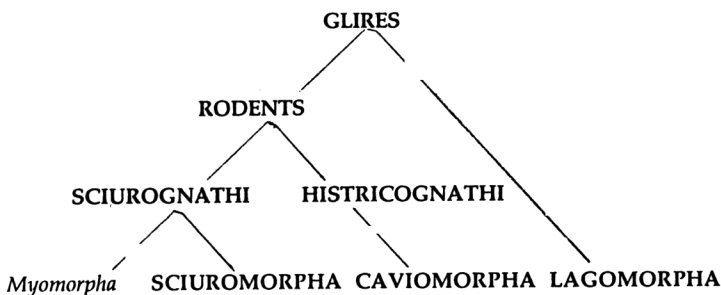 GLIRES
RODENTS
SCIUROGNATHI HISTRICOGNATHI
Myomorpha SCIUROMORPHA CAVIOMORPHA LAGOMORPHA